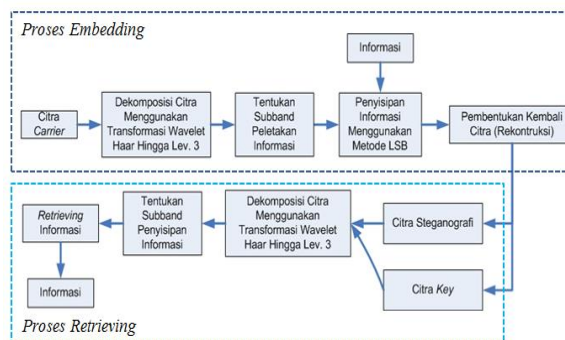 Proses Embedding
Informasi
Citra
Carrier
Dekomposisi Citra
Menggunakan
Transformasi Wavelet
Haar Hingga Lev. 3
Tentukan
Subband
Peletakan
Informasi
Penyisipan
Informasi
Menggunakan
Metode LSB
Pembentukan Kembali
Citra (Rekontruksi)
Retrieving
Informasi
Tentukan
Subband
Penyisipan
Informasi
Dekomposisi Citra
Menggunakan
Transformasi Wavelet
Haar Hingga Lev. 3
Citra Steganografi
Citra Key
Informasi
Proses Retrieving